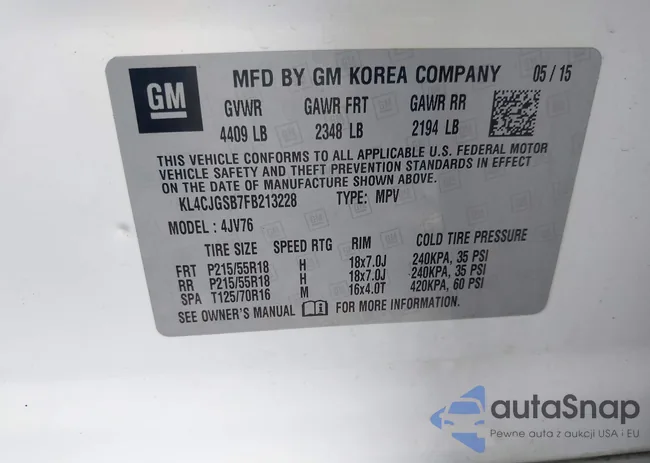 GM MFD BY GM KOREA COMPANY 05 / 15
GVWR GAWR FRT GAWR RR
4409 LB 2348 LB 2194 LB
THIS VEHICLE CONFORMS TO ALL APPLICABLE U.S. FEDERAL MOTOR
VEHICLE SAFETY AND THEFT PREVENTION STANDARDS IN EFFECT
ON THE DATE OF MANUFACTURE SHOWN ABOVE.
KL4CJGSB7FB213228 TYPE: MPV
MODEL : 4JV76
TIRE SIZE SPEED RTG RIM COLD TIRE PRESSURE
FRT P215/55R18 H 18x7.0J 240KPA, 35 PSI
RR P215/55R18 H 18x7.0J 240KPA, 35 PSI
SPA T125/70R16 M 16x4.0T 420KPA, 60 PSI
SEE OWNER'S MANUAL FOR MORE INFORMATION.
autoSnap
Pewne auta z aukcji USA i EU